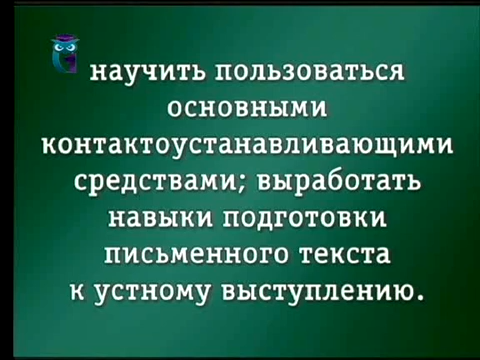 научить пользоваться
основными
контактоустанавливающими
средствами; выработать
навыки подготовки
письменного текста
к устному выступлению.